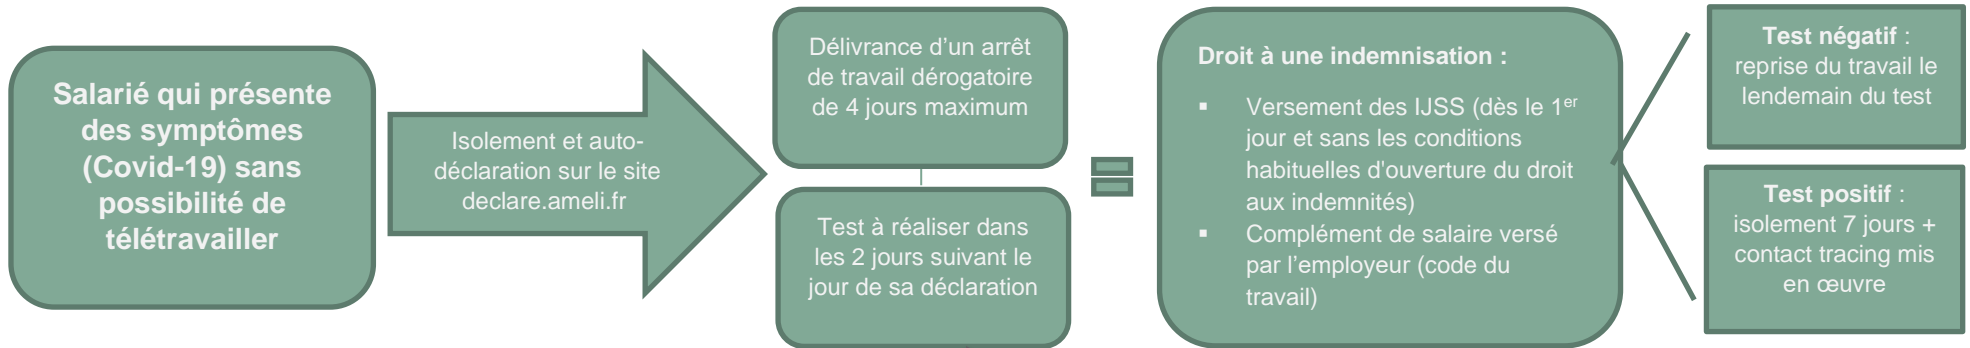 Salarié qui présente
des symptômes
(Covid-19) sans
possibilité de
télétravailler
Isolement et auto-
déclaration sur le site
declare.ameli.fr
Délivrance d'un arrêt
de travail dérogatoire
de 4 jours maximum
Test à réaliser dans
les 2 jours suivant le
jour de sa déclaration
Droit à une indemnisation :
▪ Versement des IJSS (dès le 1er
jour et sans les conditions
habituelles d'ouverture du droit
aux indemnités)
▪ Complément de salaire versé
par l'employeur (code du
travail)
Test négatif :
reprise du travail le
lendemain du test
Test positif :
isolement 7 jours +
contact tracing mis
en œuvre